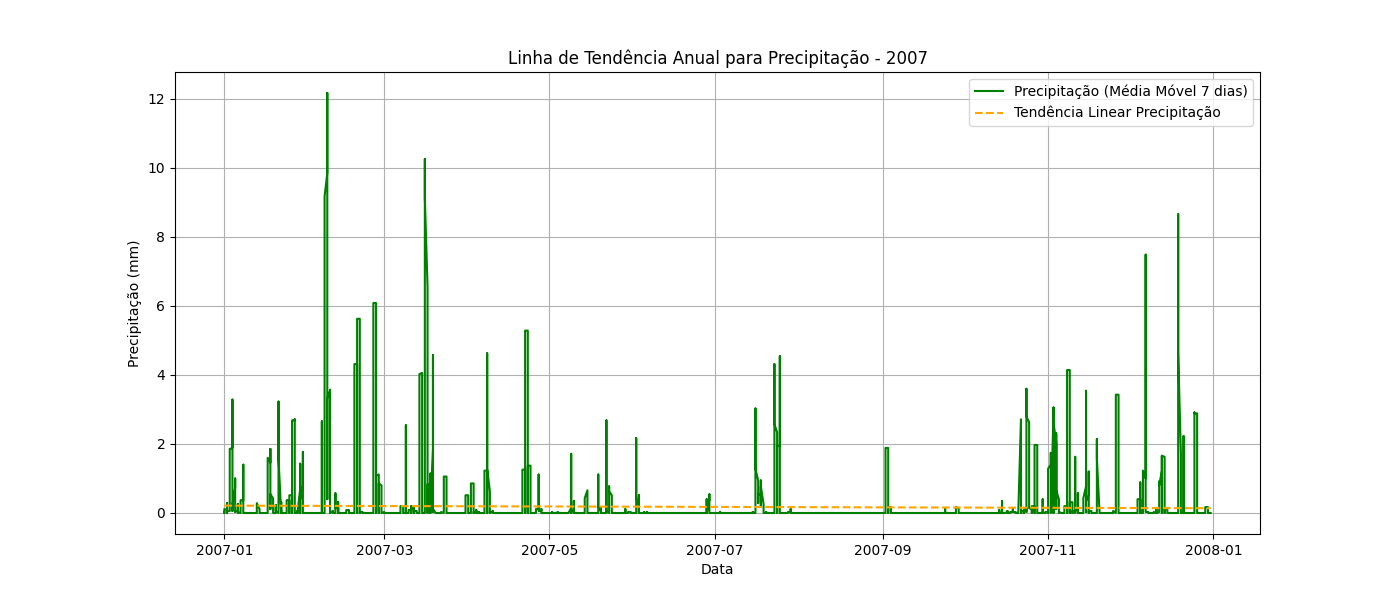 Linha de Tendência Anual para Precipitação - 2007
Precipitação (Média Móvel 7 dias)
Tendência Linear Precipitação
Precipitação (mm)
12
10
8
6
4
2
0
2007-01
2007-03
2007-05
2007-07
2007-09
2007-11
2008-01
Data